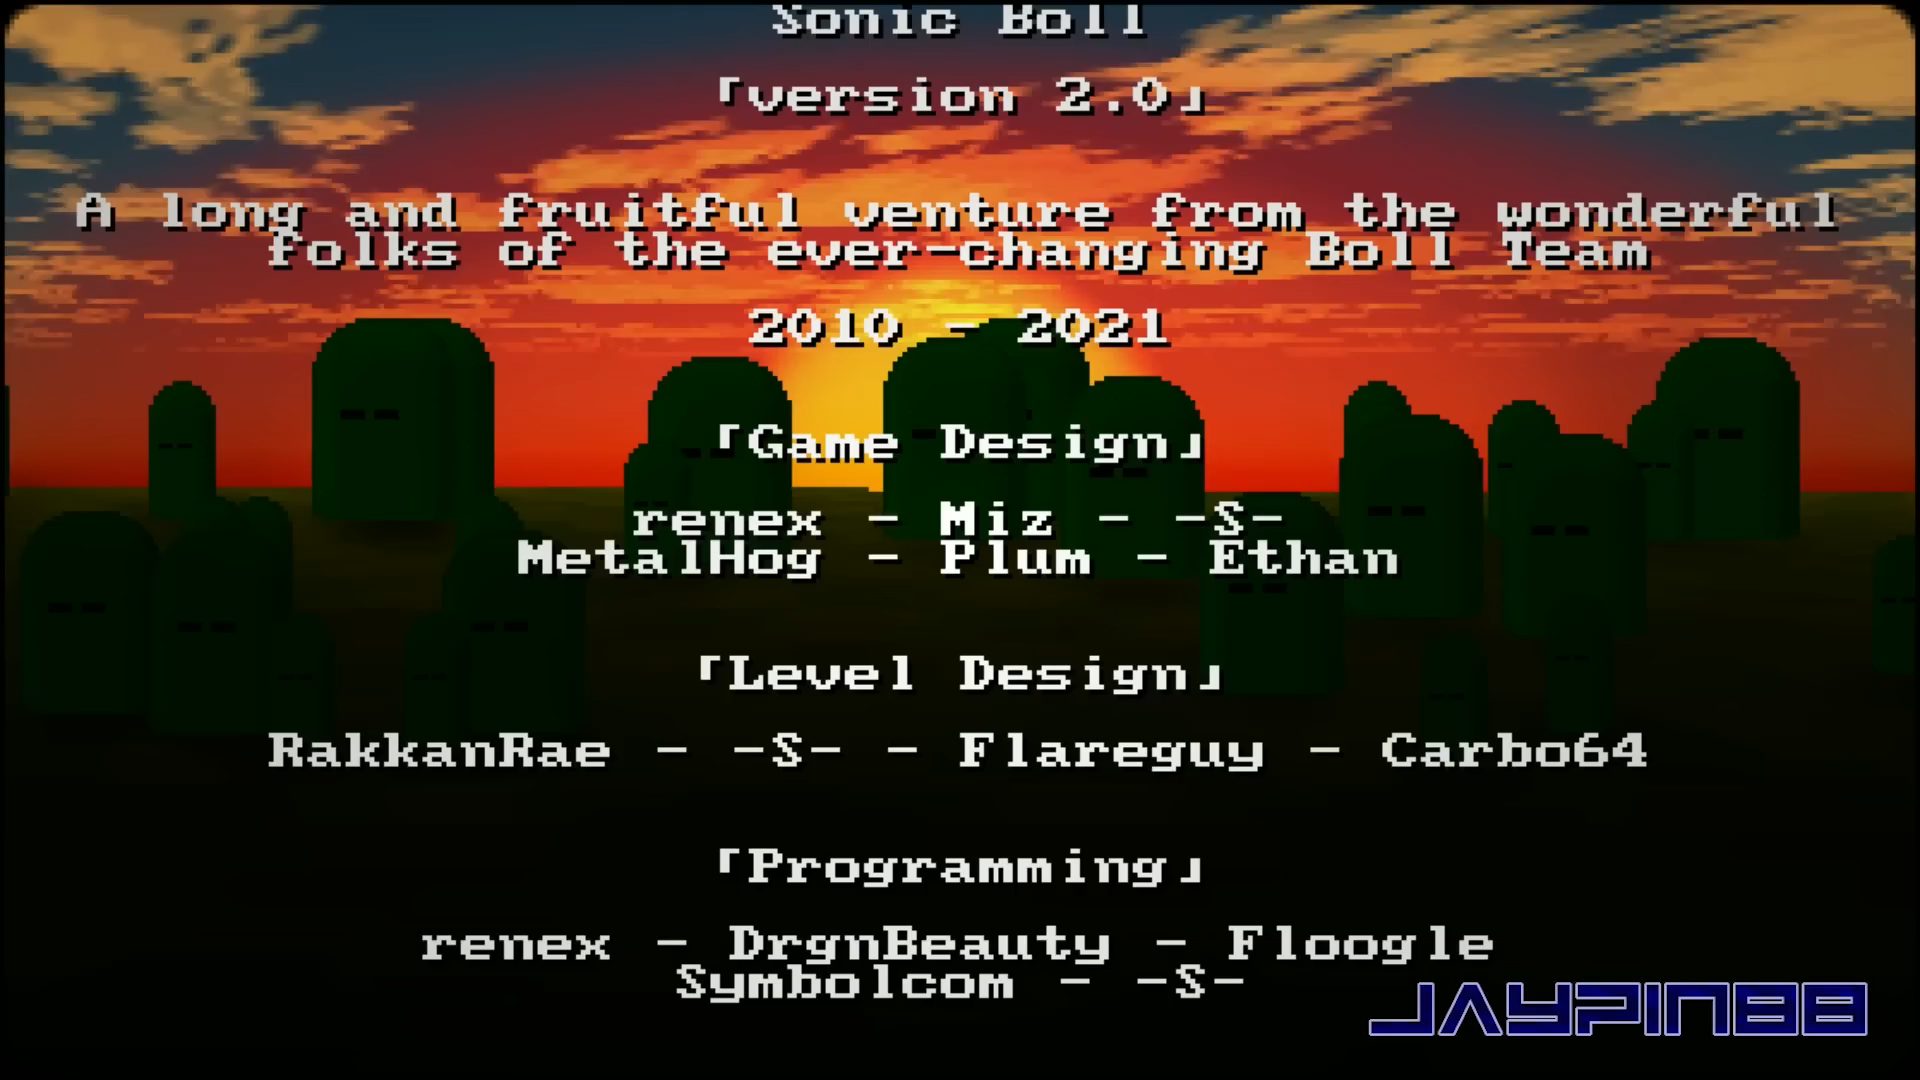 Sonic Boll
「version 2.0」
A long and fruitful venture from the wonderful
folks of the ever-changing Boll Team
2010 - 2021
「Game Design」
renex - Miz - -S-
MetalHog - Plum - Ethan
「Level Design」
RakkanRae - -S- - Flareguy - Carbo64
「Programming」
renex - DrgnBeauty - Floogle
Symbolcom - -S-
JAYPIN88